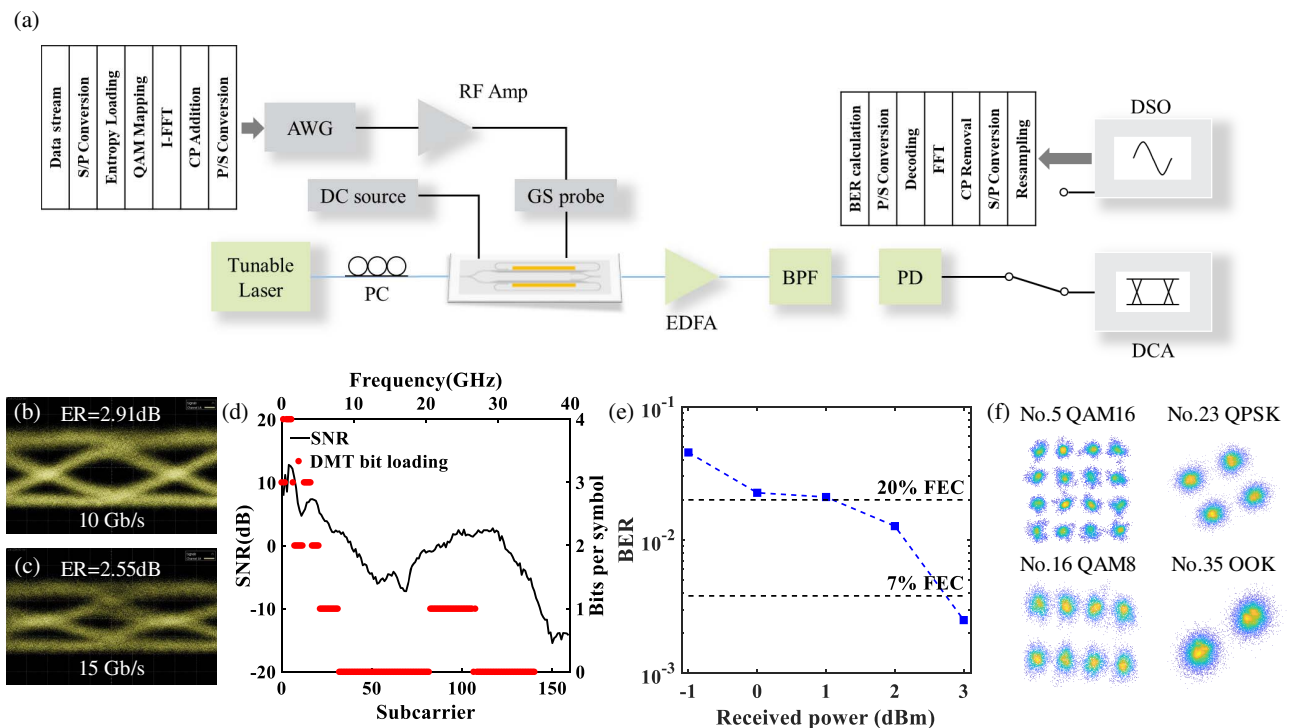 (a)
Data stream
S/P Conversion
Entropy Loading
QAM Mapping
I-FFT
CP Addition
P/S Conversion
AWG
RF Amp
DC source
GS probe
BER calculation
P/S Conversion
Decoding
FFT
CP Removal
S/P Conversion
Resampling
DSO
Tunable
Laser
PC
EDFA
BPF
PD
DCA
(b)
ER=2.91dB
10 Gb/s
(c)
ER=2.55dB
15 Gb/s
(d)
Frequency(GHz)
0 10 20 30 40
20
10
0
-10
-20
SNR(dB)
SNR
DMT bit loading
4
3
2
1
0
Bits per symbol
0 50 100 150
Subcarrier
(e)
10-1
10-2
10-3
BER
20% FEC
7% FEC
-1 0 1 2 3
Received power (dBm)
(f)
No.5 QAM16
No.23 QPSK
No.16 QAM8
No.35 OOK